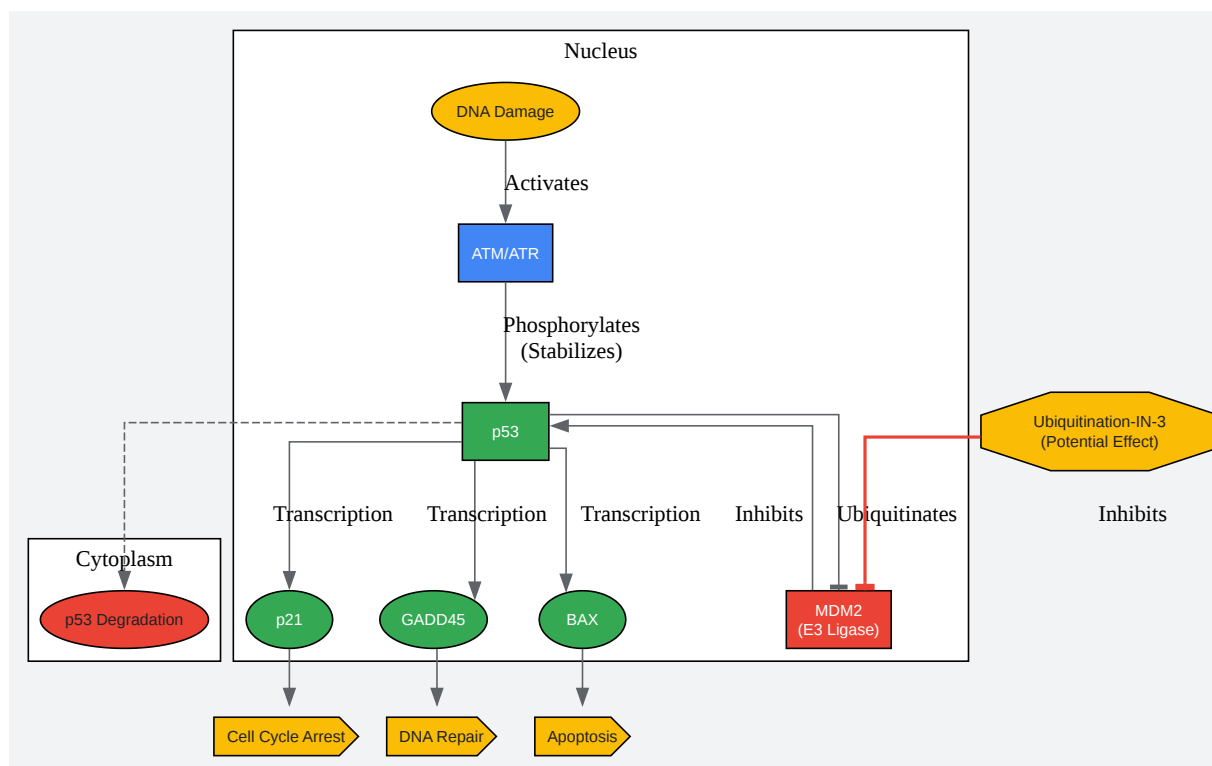 Nucleus
DNA Damage
Activates
ATM/ATR
Phosphorylates
(Stabilizes)
p53
Ubiquitination-IN-3
(Potential Effect)
Transcription
Transcription
Transcription
Inhibits
Ubiquitinates
Inhibits
Cytoplasm
p53 Degradation
p21
GADD45
BAX
MDM2
(E3 Ligase)
Cell Cycle Arrest
DNA Repair
Apoptosis